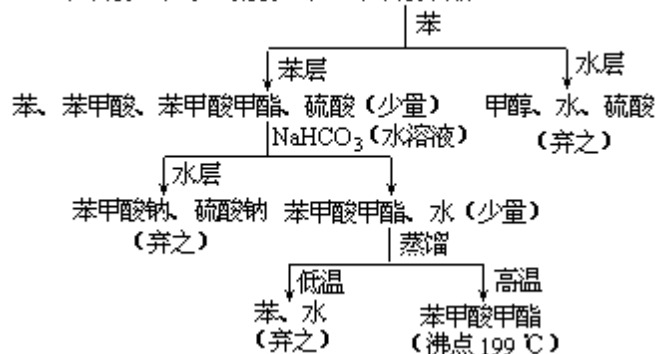 苯
苯层 水层
苯、苯甲酸、苯甲酸甲酯、硫酸（少量） 甲醇、水、硫酸
（弃之）
NaHCO₃（水溶液）
水层
苯甲酸钠、硫酸钠 苯甲酸甲酯、水（少量）
（弃之）
蒸馏
低温 高温
苯、水 苯甲酸甲酯
（弃之） （沸点 199 ℃）